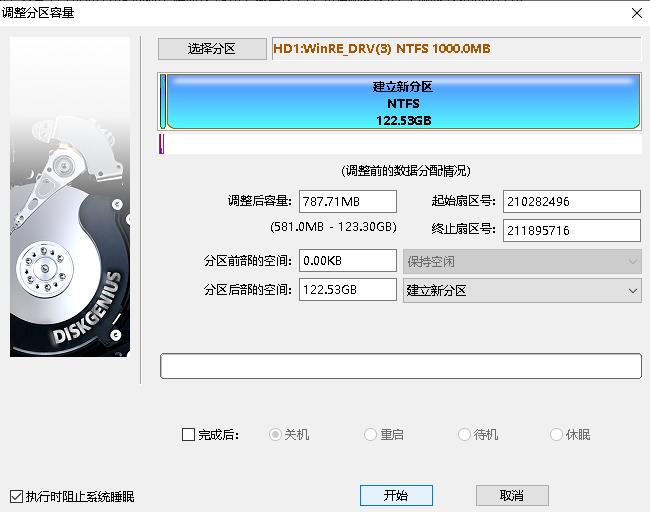 调整分区容量
选择分区 HD1:WinRE_DRV(3) NTFS 1000.0MB
建立新分区
NTFS
122.53GB
(调整前的数据分配情况)
调整后容量: 787.71MB 起始扇区号: 210282496
(581.0MB - 123.30GB) 终止扇区号: 211895716
分区前部的空间: 0.00KB 保持空闲
分区后部的空间: 122.53GB 建立新分区
DISKGENIUS
完成后: 关机 重启 待机 休眠
执行时阻止系统睡眠 开始 取消